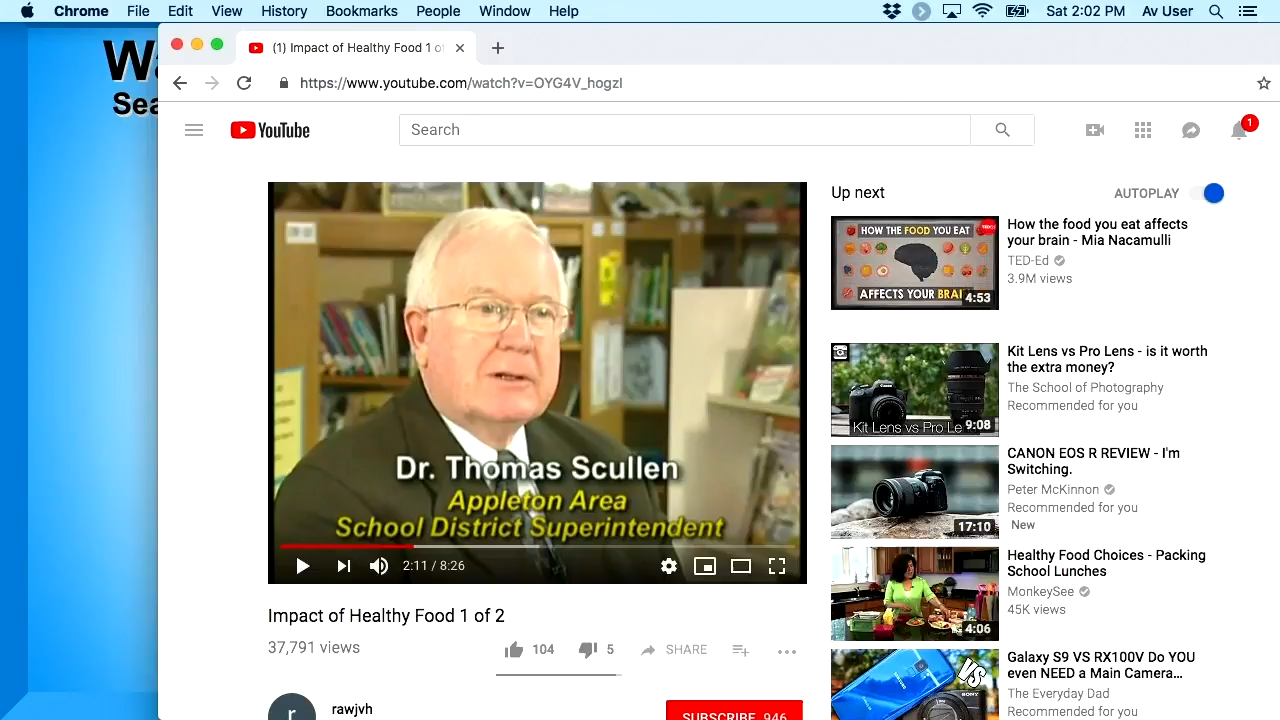 Chrome File Edit View History Bookmarks People Window Help Sat 2:02 PM Av User
(1) Impact of Healthy Food 1 o
https://www.youtube.com/watch?v=OYG4V_hogzI
Sea
YouTube
Search
1
Up next
AUTOPLAY
Dr. Thomas Scullen
Appleton Area
School District Superintendent
2:11 / 8:26
Impact of Healthy Food 1 of 2
37,791 views
104
5
SHARE
rawjvh
SUBSCRIBE 946
HOW THE FOOD YOU EAT
AFFECTS YOUR BRAI
4:53
How the food you eat affects
your brain - Mia Nacamulli
TED-Ed
3.9M views
Kit Lens vs Pro Le
9:08
Kit Lens vs Pro Lens - is it worth
the extra money?
The School of Photography
Recommended for you
17:10
CANON EOS R REVIEW - I'm
Switching.
Peter McKinnon
Recommended for you
New
4:06
Healthy Food Choices - Packing
School Lunches
MonkeySee
45K views
VS
SONY
Galaxy S9 VS RX100V Do YOU
even NEED a Main Camera...
The Everyday Dad
Recommended for you